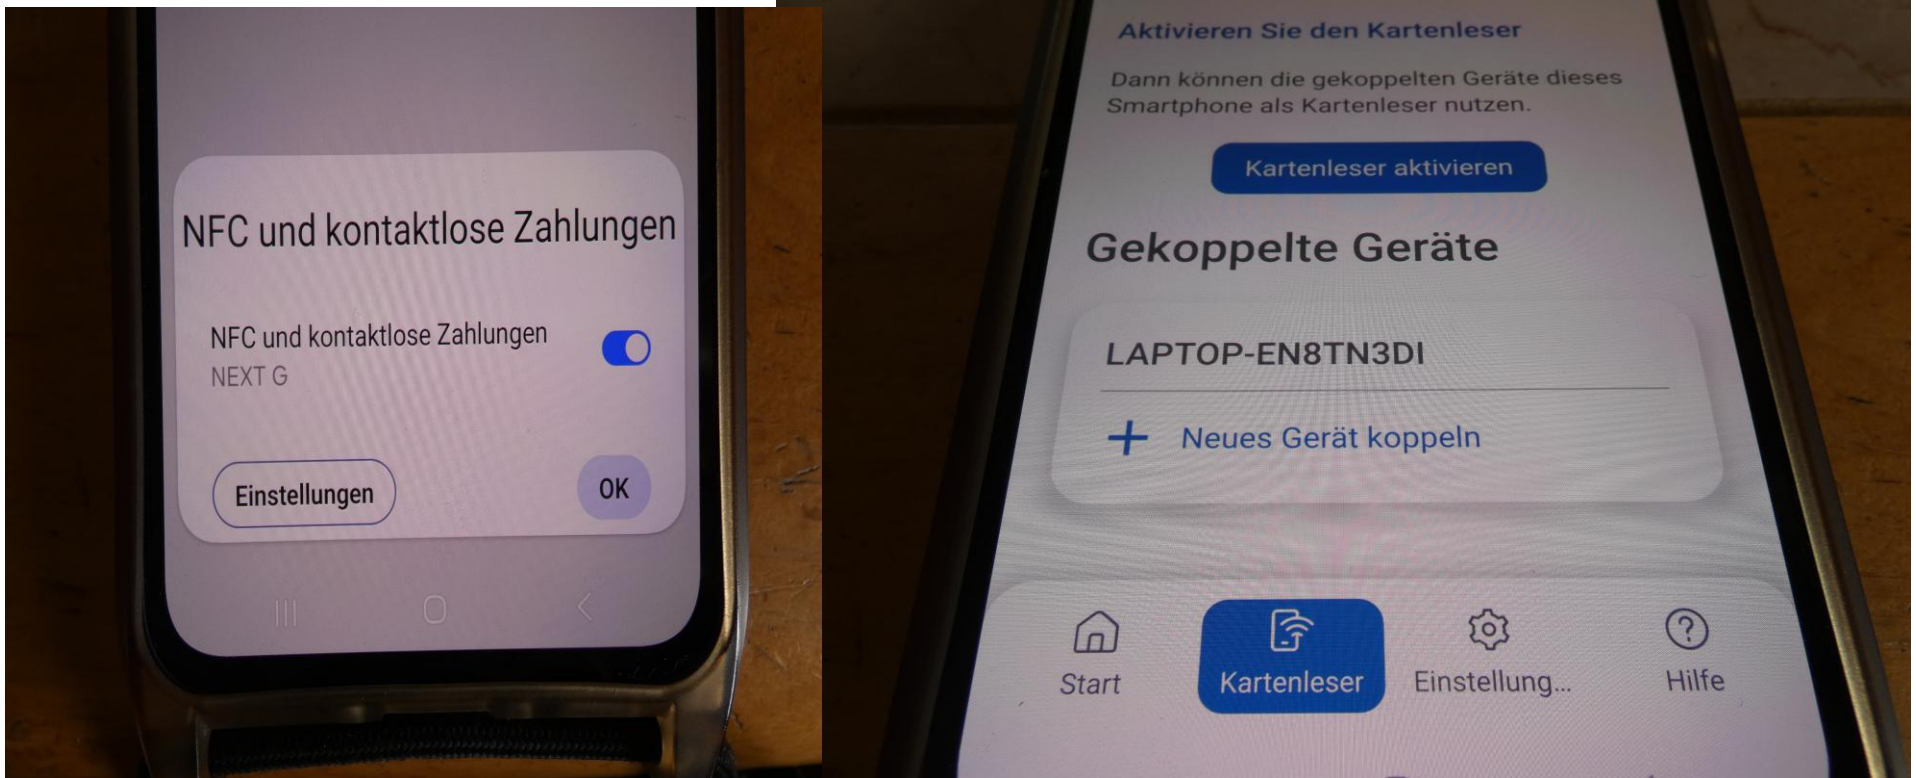 NFC und kontaktlose Zahlungen
NFC und kontaktlose Zahlungen
NEXT G
Einstellungen
OK
Aktivieren Sie den Kartenleser
Dann können die gekoppelten Geräte dieses
Smartphone als Kartenleser nutzen.
Kartenleser aktivieren
Gekoppelte Geräte
LAPTOP-EN8TN3DI
Neues Gerät koppeln
Start
Kartenleser
Einstellung...
Hilfe